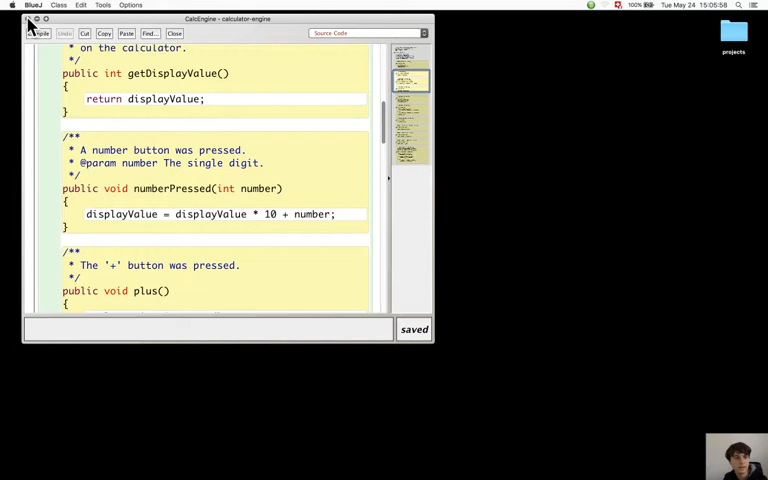 BlueJ Class Edit Tools Options 100% Tue May 24 15:05:58
CalcEngine - calculator-engine
Undo Cut Copy Paste Find... Close Source Code
* on the calculator.
*/
public int getDisplayValue()
{
return displayValue;
}
/**
* A number button was pressed.
* @param number The single digit.
*/
public void numberPressed(int number)
{
displayValue = displayValue * 10 + number;
}
/**
* The '+' button was pressed.
*/
public void plus()
{
saved
projects